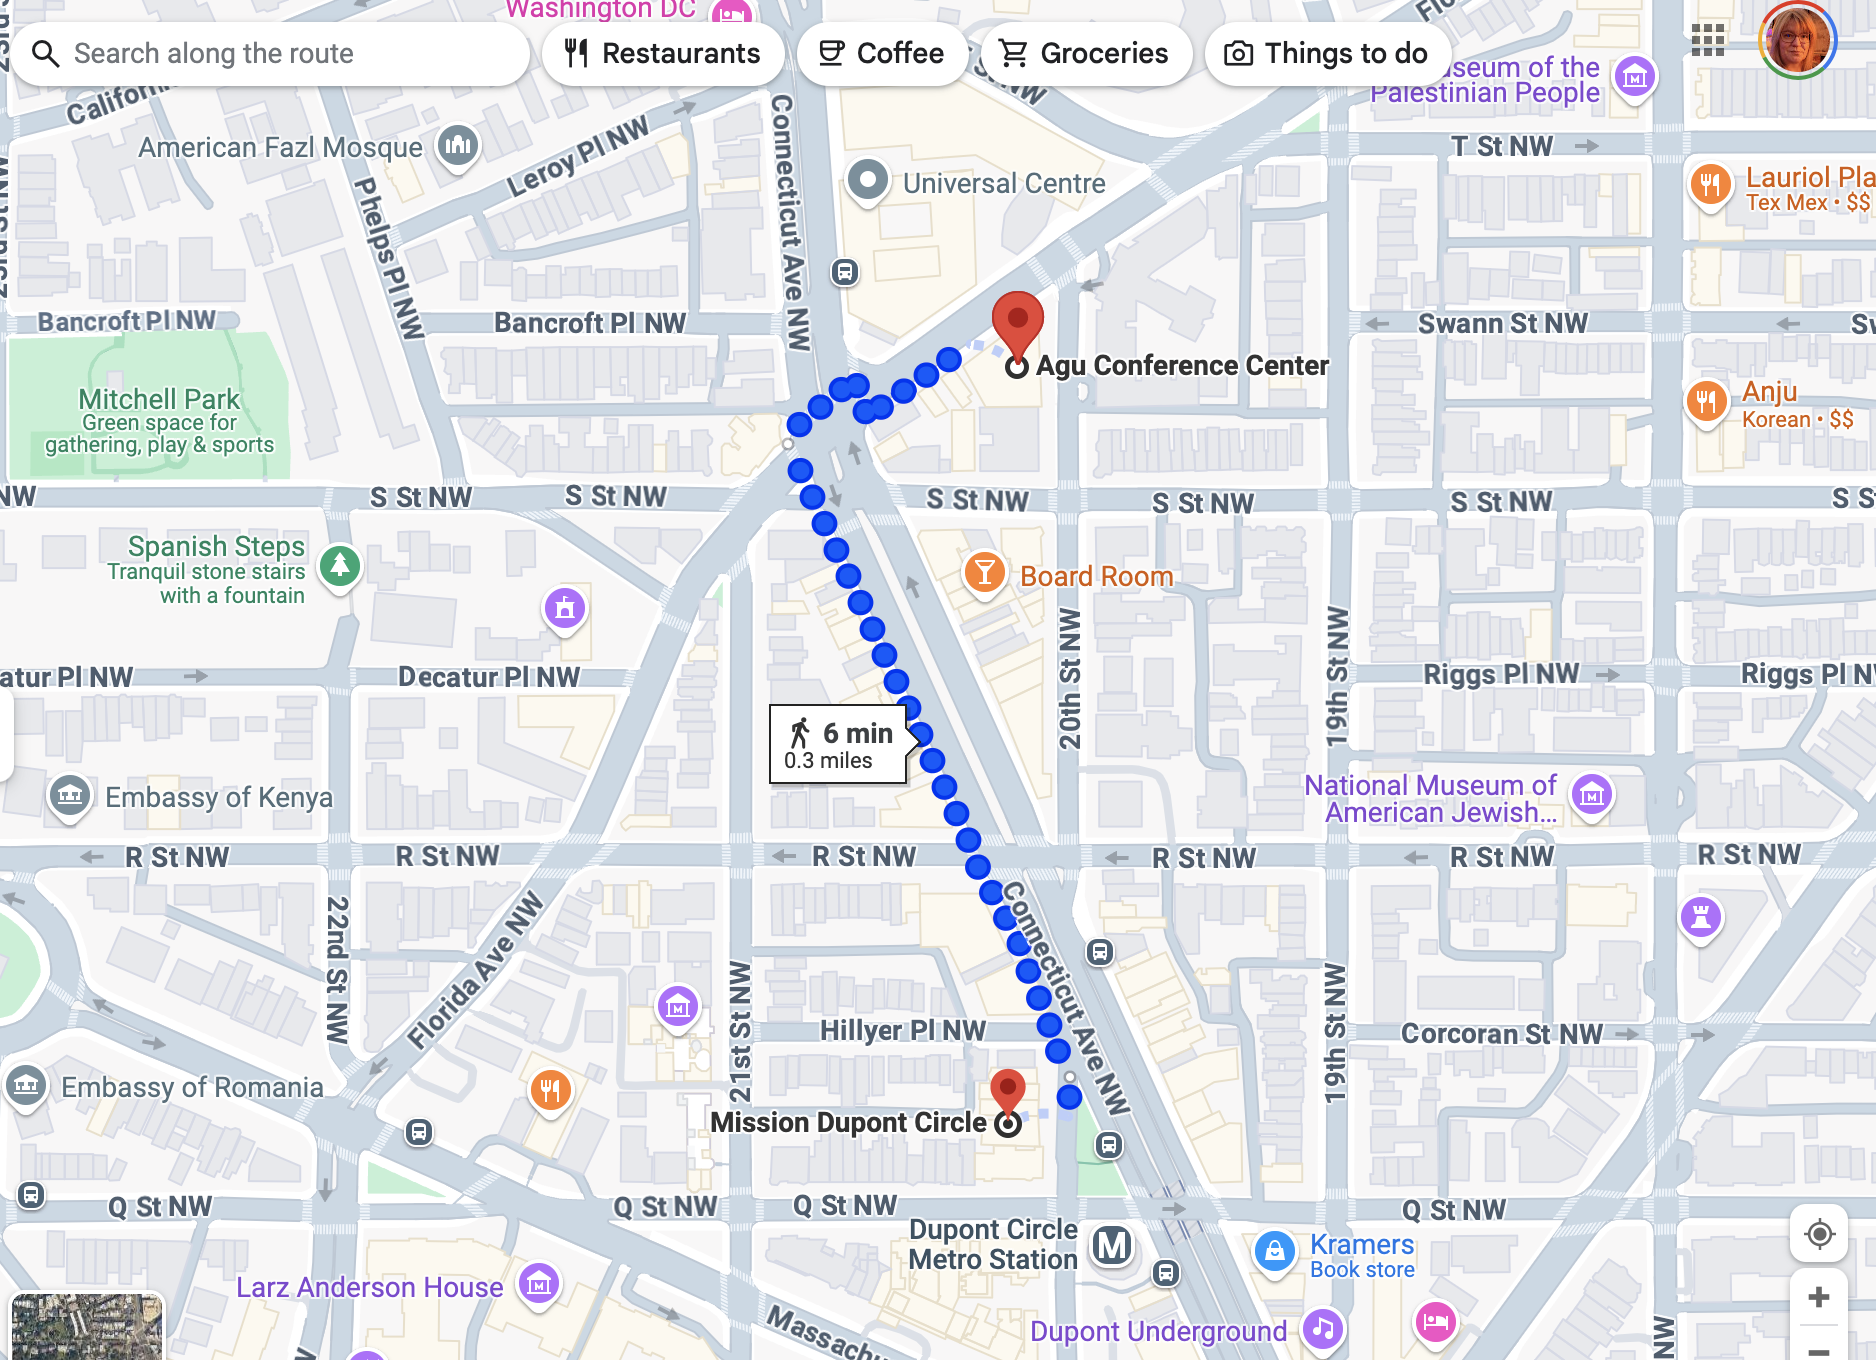 Washington DC
Search along the route
Restaurants
Coffee
Groceries
Things to do
Museum of the
Palestinian People
American Fazl Mosque
Leroy Pl NW
Connecticut Ave NW
Universal Centre
T St NW
Lauriol Pla
Tex Mex • $$
Phelps Pl NW
Bancroft Pl NW
Bancroft Pl NW
Swann St NW
Sw
Agu Conference Center
Mitchell Park
Green space for
gathering, play & sports
Anju
Korean • $$
NW
S St NW
S St NW
S St NW
S St NW
S St NW
S St
Spanish Steps
Tranquil stone stairs
with a fountain
Board Room
atur Pl NW
Decatur Pl NW
20th St NW
19th St NW
Riggs Pl NW
Riggs Pl N
6 min
0.3 miles
Embassy of Kenya
National Museum of
American Jewish...
R St NW
R St NW
R St NW
R St NW
R St NW
R St NW
22nd St NW
Florida Ave NW
21st St NW
Connecticut Ave NW
19th St NW
Hillyer Pl NW
Corcoran St NW
Embassy of Romania
Mission Dupont Circle
Q St NW
Q St NW
Q St NW
Q St NW
Dupont Circle
Metro Station
M
Kramers
Book store
Larz Anderson House
Massachu
Dupont Underground
NW